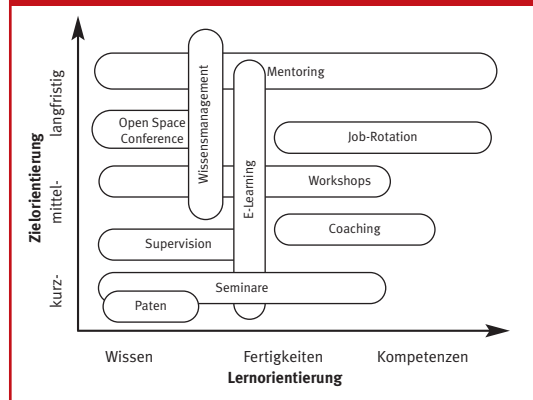 Zielorientierung
langfristig
mittel-
kurz-
Wissensmanagement
Mentoring
Open Space
Conference
Job-Rotation
E-Learning
Workshops
Coaching
Supervision
Seminare
Paten
Wissen Fertigkeiten Kompetenzen
Lernorientierung